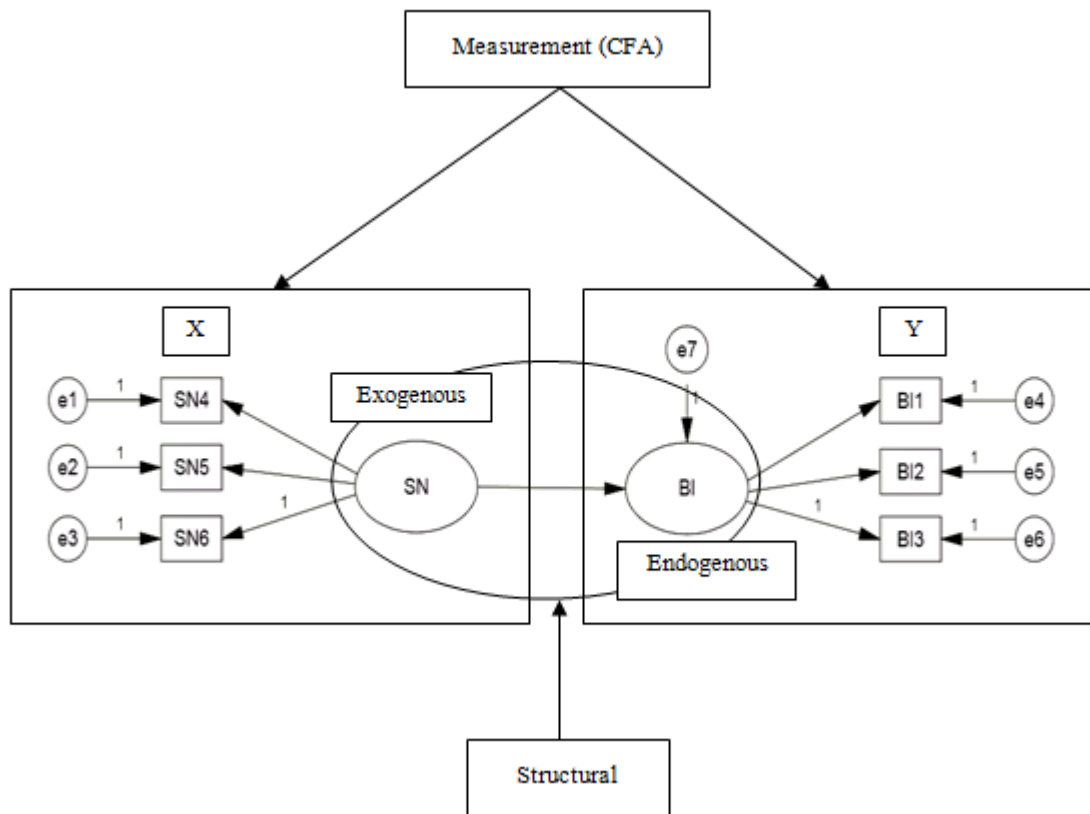 Measurement (CFA)
X
Y
e7
1
Exogenous
e1
1
SN4
BI1
1
e4
e2
1
SN5
SN
BI
BI2
1
e5
1
1
e3
1
SN6
BI3
1
e6
Endogenous
Structural